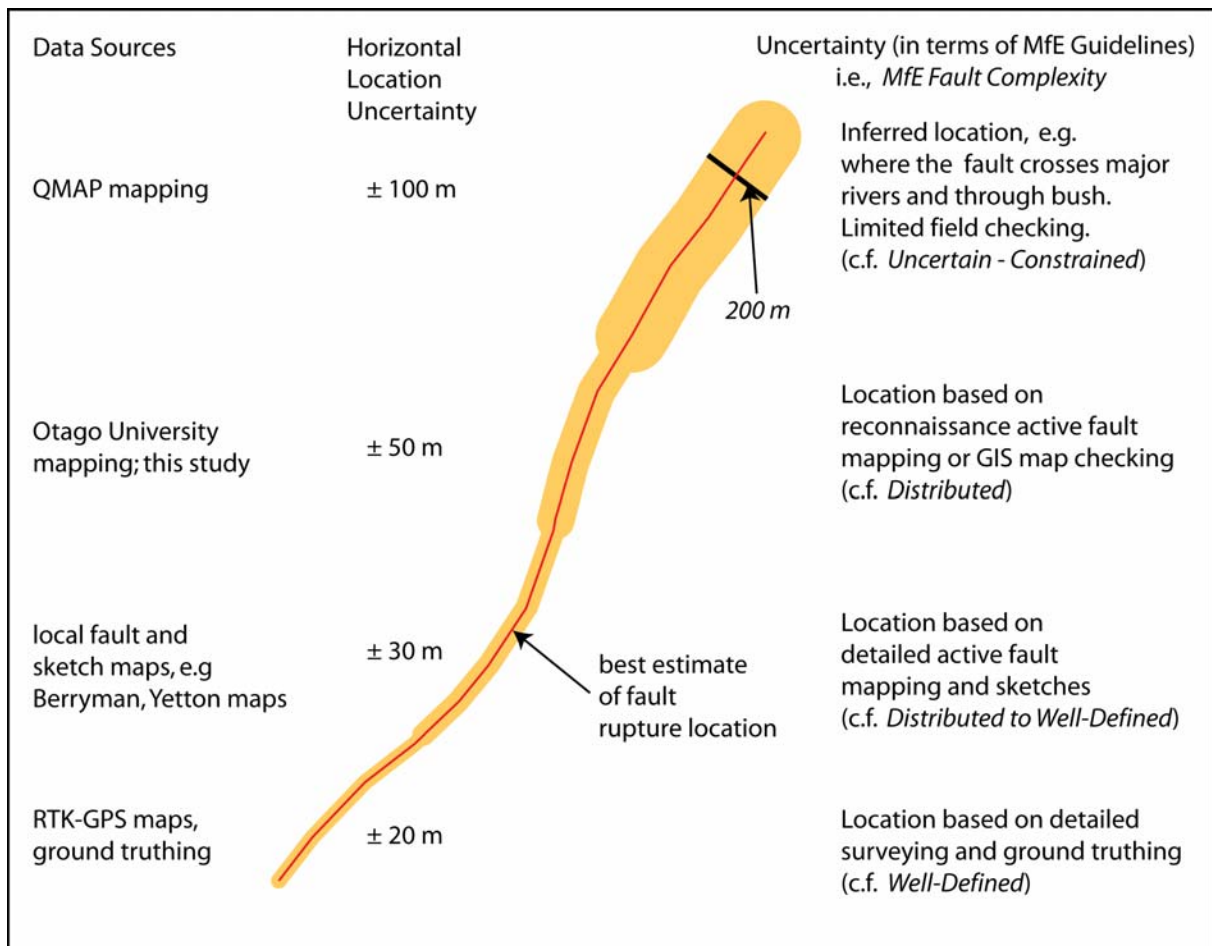 Data Sources
Horizontal
Location
Uncertainty
Uncertainty (in terms of MfE Guidelines)
i.e., MfE Fault Complexity
QMAP mapping
± 100 m
Inferred location, e.g.
where the fault crosses major
rivers and through bush.
Limited field checking.
(c.f. Uncertain - Constrained)
200 m
Otago University
mapping; this study
± 50 m
Location based on
reconnaissance active fault
mapping or GIS map checking
(c.f. Distributed)
local fault and
sketch maps, e.g
Berryman, Yetton maps
± 30 m
best estimate
of fault
rupture location
Location based on
detailed active fault
mapping and sketches
(c.f. Distributed to Well-Defined)
RTK-GPS maps,
ground truthing
± 20 m
Location based on detailed
surveying and ground truthing
(c.f. Well-Defined)